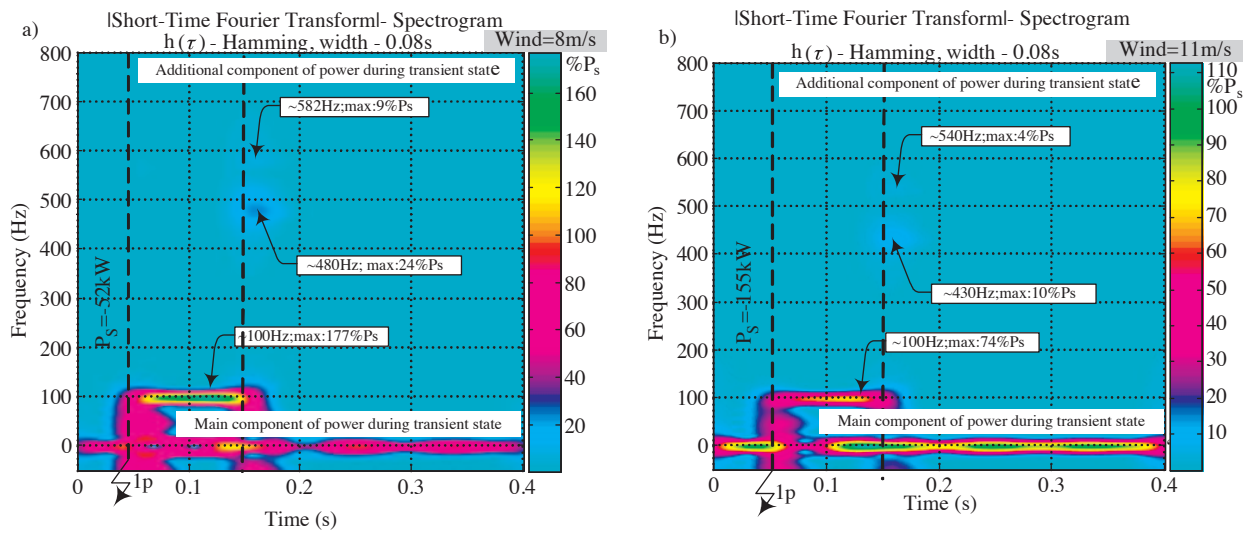 |Short-Time Fourier Transform|- Spectrogram
a)
h(τ) - Hamming, width - 0.08s
Wind=8m/s
800
700
600
500
400
300
200
100
0
Frequency (Hz)
Additional component of power during transient state
~582Hz;max:9%Ps
~480Hz; max:24%Ps
P_S=-52kW
~100Hz;max:177%Ps
Main component of power during transient state
1p
0
0.1
0.2
0.3
0.4
Time (s)
%P_s
160
140
120
100
80
60
40
20
|Short-Time Fourier Transform|- Spectrogram
b)
h(τ) - Hamming, width - 0.08s
Wind=11m/s
800
700
600
500
400
300
200
100
0
Frequency (Hz)
Additional component of power during transient state
~540Hz;max:4%Ps
~430Hz;max:10%Ps
P_S=-155kW
~100Hz;max:74%Ps
Main component of power during transient state
1p
0
0.1
0.2
0.3
0.4
Time (s)
110
%P_s
100
90
80
70
60
50
40
30
20
10